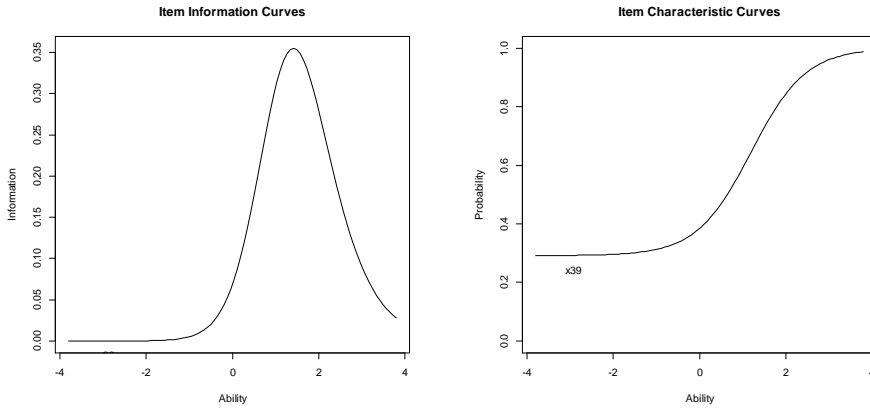 Item Information Curves
Information
0.00 0.05 0.10 0.15 0.20 0.25 0.30 0.35
-4 -2 0 2 4
Ability
Item Characteristic Curves
Probability
0.0 0.2 0.4 0.6 0.8 1.0
x39
-4 -2 0 2 4
Ability